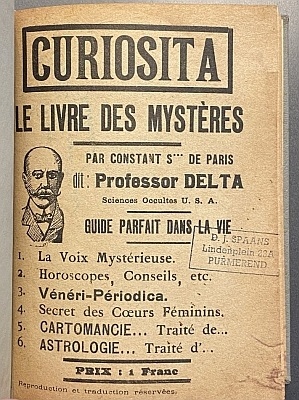 CURIOSITA
LE LIVRE DES MYSTÈRES
PAR CONSTANT S*** DE PARIS
dit: Professor DELTA
Sciences Occultes U. S. A.
GUIDE PARFAIT DANS LA VIE
D. J. SPAANS
Lindenplein 22A
PURMEREND
1. La Voix Mystérieuse.
2. Horoscopes, Conseils, etc.
3. Vénéri-Périodica.
4. Secret des Cœurs Féminins.
5. CARTOMANCIE... Traité de...
6. ASTROLOGIE... Traité d'...
PRIX : 1 Franc
Reproduction et traduction réservées.